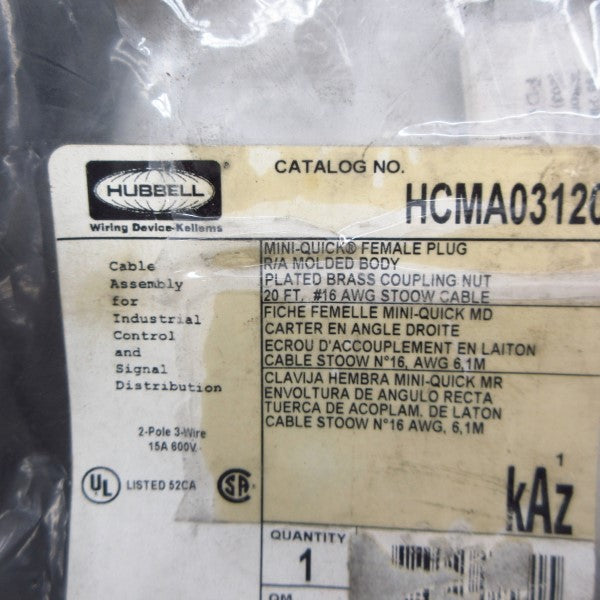 CATALOG NO.
HUBBELL
®
HCMA03120
Wiring Device-Kellems
Cable
Assembly
for
Industrial
Control
and
Signal
Distribution
2-Pole 3-Wire
15A 600V
UL LISTED 52CA SA
MINI-QUICK® FEMALE PLUG
R/A MOLDED BODY
PLATED BRASS COUPLING NUT
20 FT. #16 AWG STOOW CABLE
FICHE FEMELLE MINI-QUICK MD
CARTER EN ANGLE DROITE
ECROU D'ACCOUPLEMENT EN LAITON
CABLE STOOW N°16, AWG 6,1M
CLAVIJA HEMBRA MINI-QUICK MR
ENVOLTURA DE ANGULO RECTA
TUERCA DE ACOPLAM. DE LATON
CABLE STOOW N°16 AWG, 6,1M
1
kAz
QUANTITY
1